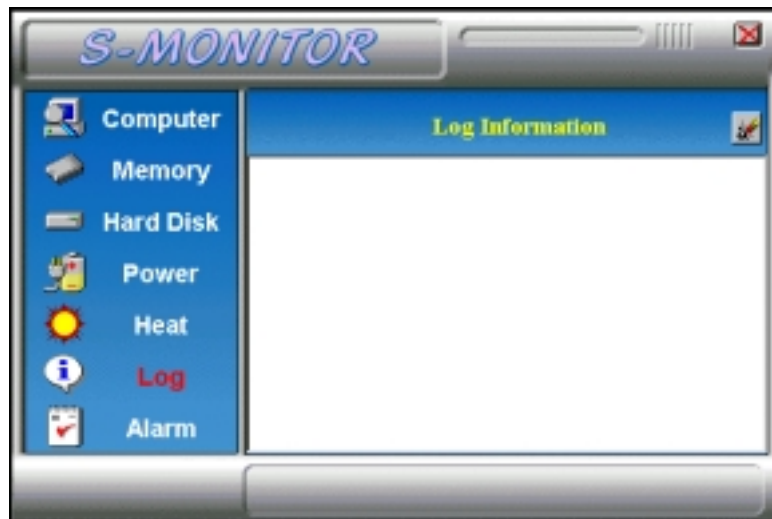 S-MONITOR
Computer
Memory
Hard Disk
Power
Heat
Log
Alarm
Log Information